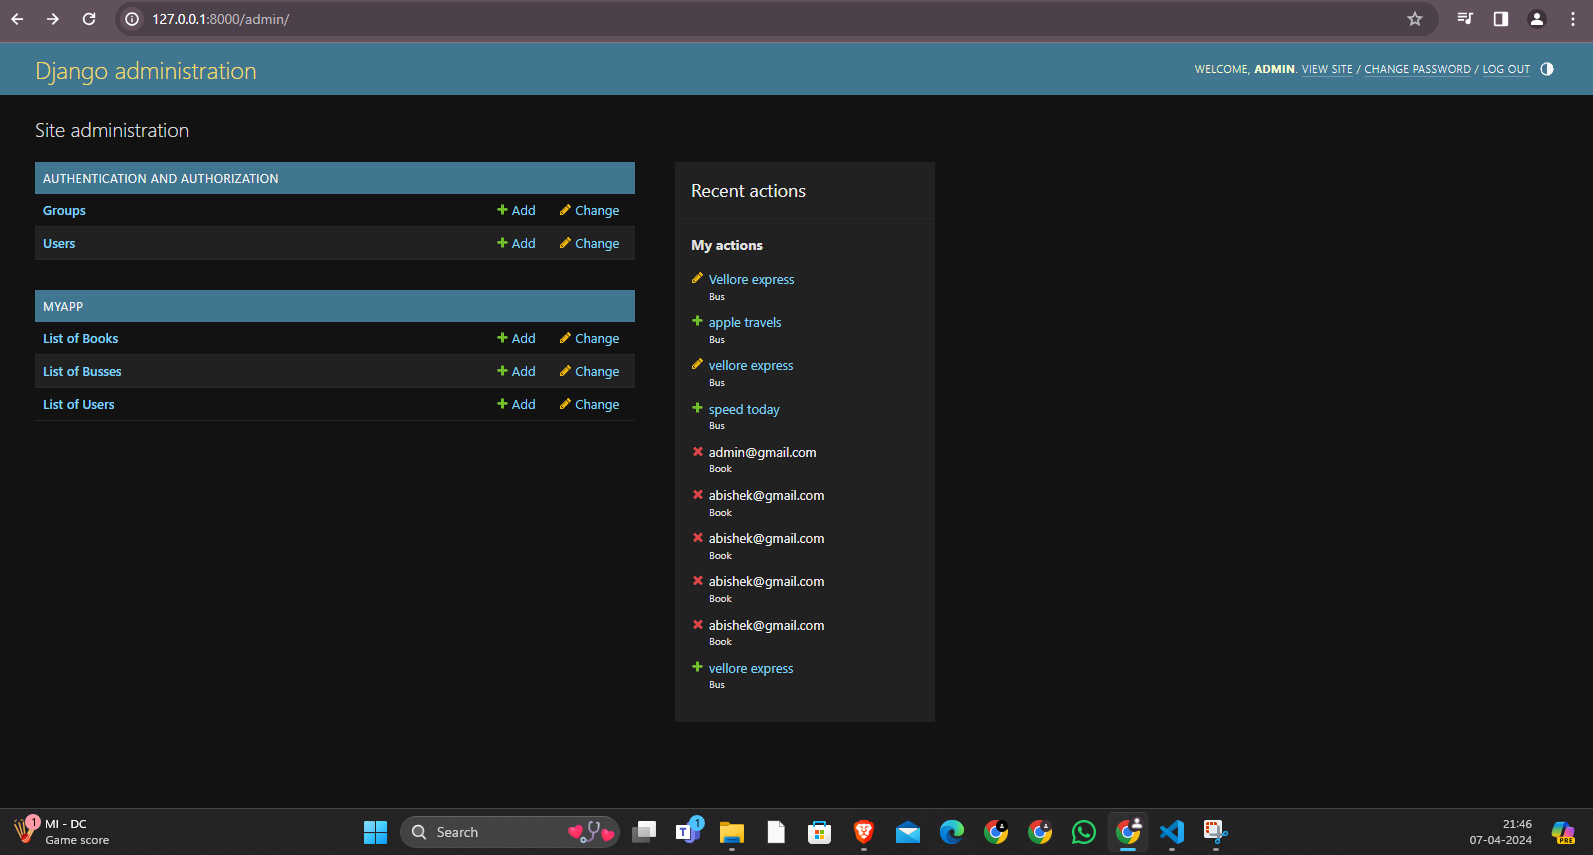 127.0.0.1:8000/admin/
Django administration
WELCOME, ADMIN. VIEW SITE / CHANGE PASSWORD / LOG OUT
Site administration
AUTHENTICATION AND AUTHORIZATION
Groups Add Change
Users Add Change
MYAPP
List of Books Add Change
List of Busses Add Change
List of Users Add Change
Recent actions
My actions
Vellore express
Bus
apple travels
Bus
vellore express
Bus
speed today
Bus
admin@gmail.com
Book
abishek@gmail.com
Book
abishek@gmail.com
Book
abishek@gmail.com
Book
abishek@gmail.com
Book
vellore express
Bus
1
MI - DC
Game score
Search
T
1
21:46
07-04-2024
PRE